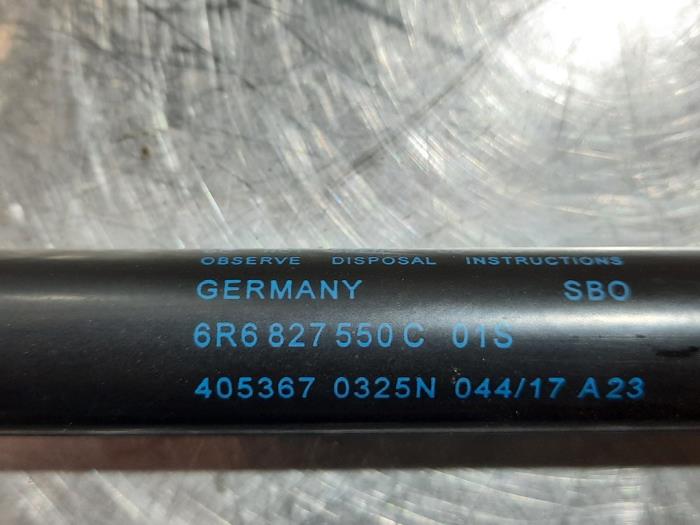 OBSERVE DISPOSAL INSTRUCTIONS
GERMANY SBO
6R6 827 550 C 01S
405367 0325N 044/17 A23